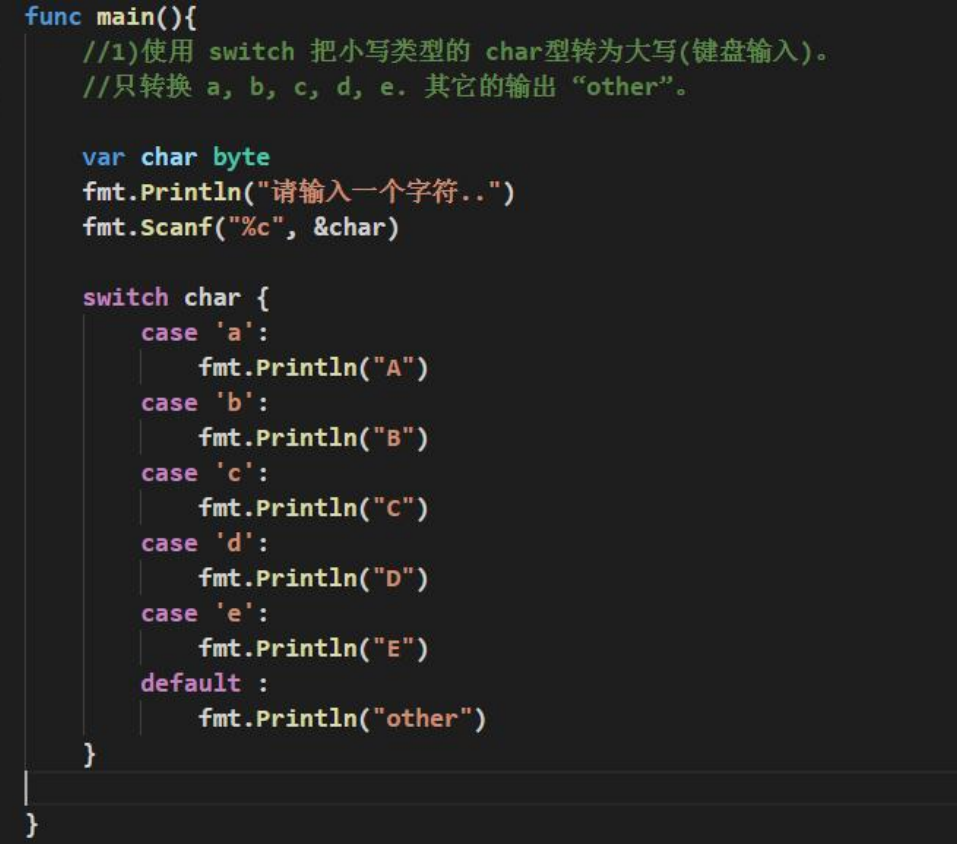 func main(){
    //1)使用 switch 把小写类型的 char型转为大写(键盘输入)。
    //只转换 a, b, c, d, e. 其它的输出 “other”。

    var char byte
    fmt.Println("请输入一个字符..")
    fmt.Scanf("%c", &char)

    switch char {
        case 'a':
            fmt.Println("A")
        case 'b':
            fmt.Println("B")
        case 'c':
            fmt.Println("C")
        case 'd':
            fmt.Println("D")
        case 'e':
            fmt.Println("E")
        default :
            fmt.Println("other")
    }

}